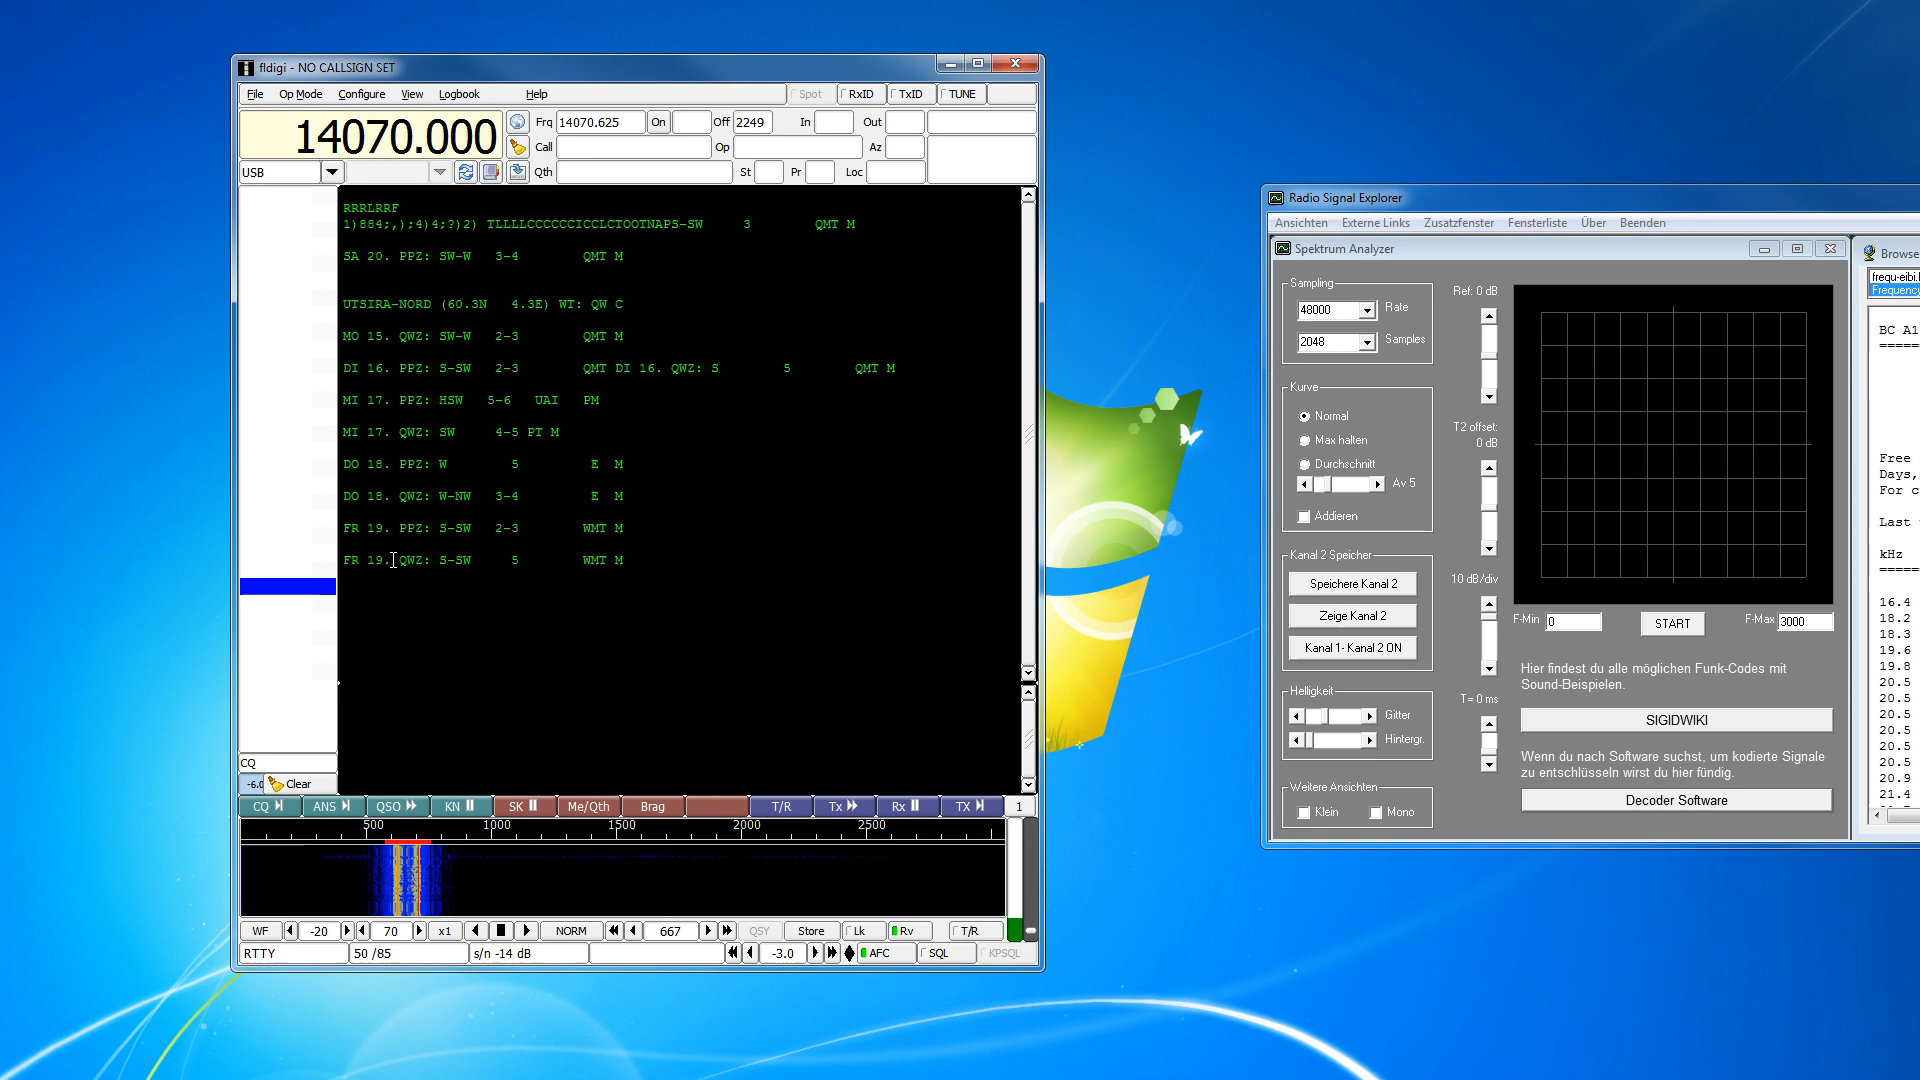 fldigi - NO CALLSIGN SET
File Op Mode Configure View Logbook Help Spot RxID TxID TUNE
14070.000
Frq 14070.625 On Off 2249 In Out
Call Op Az
USB Qth St Pr Loc
RRRLRRF
1)884;,);4)4;?)2) TLLLLCCCCCCICCLCTOOTNAPS-SW 3 QMT M
SA 20. PPZ: SW-W 3-4 QMT M
UTSIRA-NORD (60.3N 4.3E) WT: QW C
MO 15. QWZ: SW-W 2-3 QMT M
DI 16. PPZ: S-SW 2-3 QMT DI 16. QWZ: S 5 QMT M
MI 17. PPZ: HSW 5-6 UAI PM
MI 17. QWZ: SW 4-5 PT M
DO 18. PPZ: W 5 E M
DO 18. QWZ: W-NW 3-4 E M
FR 19. PPZ: S-SW 2-3 WMT M
FR 19. QWZ: S-SW 5 WMT M
CQ
-6.0 Clear
CQ ANS QSO KN SK Me/Qth Brag T/R Tx Rx TX 1
500 1000 1500 2000 2500
WF -20 70 x1 NORM 667 QSY Store Lk Rv T/R
RTTY 50 /85 s/n -14 dB -3.0 AFC SQL KPSQL
Radio Signal Explorer
Ansichten Externe Links Zusatzfenster Fensterliste Über Beenden
Spektrum Analyzer
Sampling
48000 Rate
2048 Samples
Kurve
Normal
Max halten
Durchschnitt
Av 5
Addieren
Kanal 2 Speicher
Speichere Kanal 2
Zeige Kanal 2
Kanal 1- Kanal 2 ON
Helligkeit
Gitter
Hintergr.
Weitere Ansichten
Klein Mono
Ref: 0 dB
T2 offset:
0 dB
10 dB/div
T= 0 ms
F-Min 0 START F-Max 3000
Hier findest du alle möglichen Funk-Codes mit
Sound-Beispielen.
SIGIDWIKI
Wenn du nach Software suchst, um kodierte Signale
zu entschlüsseln wirst du hier fündig.
Decoder Software
Browse
frequ-eibi.
Frequency
BC A1
=====
Free
Days,
For c
Last
kHz
=====
16.4
18.2
18.3
19.6
19.8
20.5
20.5
20.5
20.5
20.5
20.5
20.9
21.4